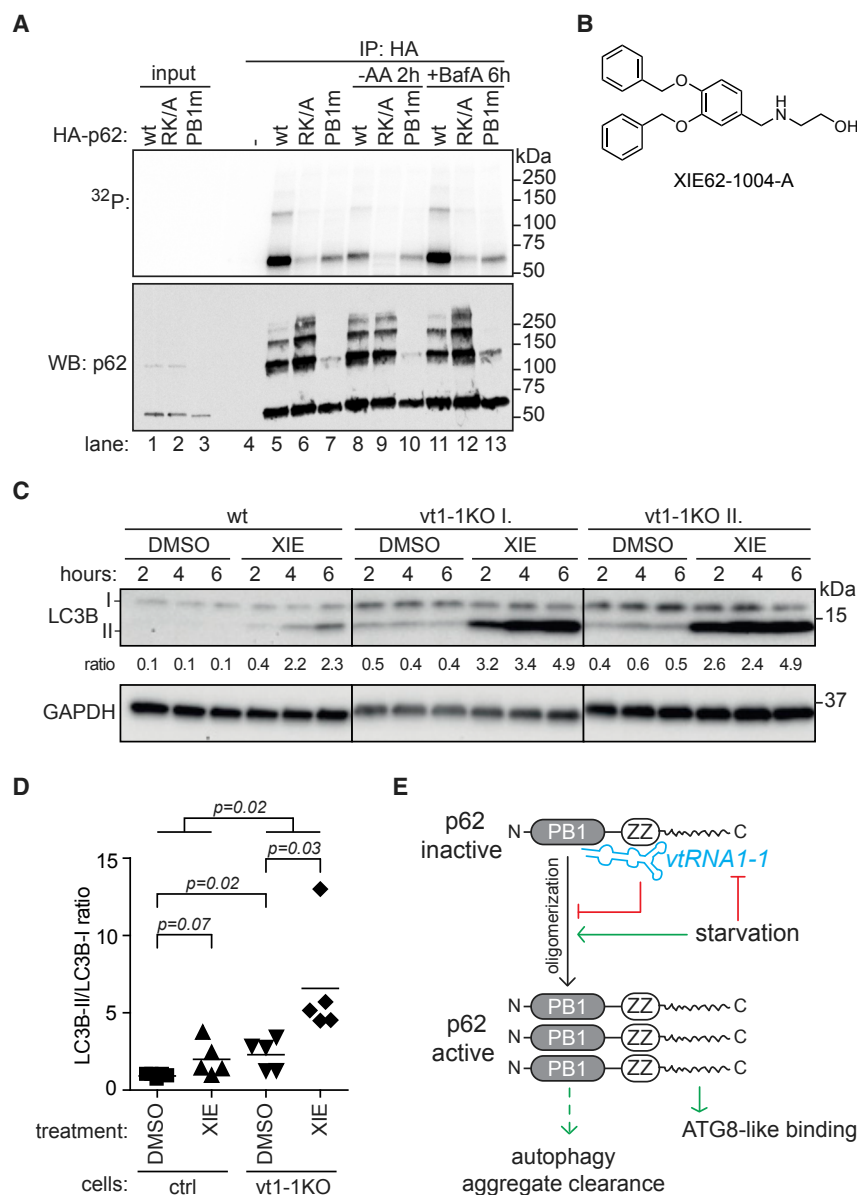 A
IP: HA
input -AA 2h +BafA 6h
HA-p62: wt RK/A PB1m - wt RK/A PB1m wt RK/A PB1m wt RK/A PB1m
kDa
32P:
250
150
100
75
50
WB: p62
250
150
100
75
50
lane: 1 2 3 4 5 6 7 8 9 10 11 12 13
B
O
O
H
N
OH
XIE62-1004-A
C
wt vt1-1KO I. vt1-1KO II.
DMSO XIE DMSO XIE DMSO XIE
hours: 2 4 6 2 4 6 2 4 6 2 4 6 2 4 6 2 4 6
kDa
I
LC3B
II
15
ratio 0.1 0.1 0.1 0.4 2.2 2.3 0.5 0.4 0.4 3.2 3.4 4.9 0.4 0.6 0.5 2.6 2.4 4.9
GAPDH
37
D
p=0.02
p=0.03
p=0.02
p=0.07
LC3B-II/LC3B-I ratio
15
10
5
0
treatment: DMSO XIE DMSO XIE
cells: ctrl vt1-1KO
E
p62
inactive
N PB1 ZZ C
vtRNA1-1
oligomerization
starvation
p62
active
N PB1 ZZ C
N PB1 ZZ C
N PB1 ZZ C
ATG8-like binding
autophagy
aggregate clearance